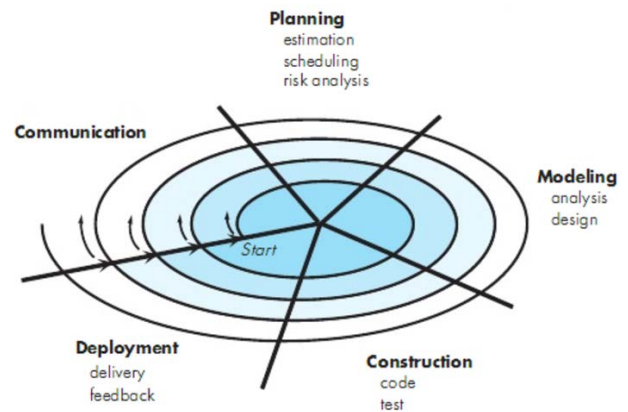 Planning
estimation
scheduling
risk analysis
Communication
Modeling
analysis
design
Start
Deployment
delivery
feedback
Construction
code
test